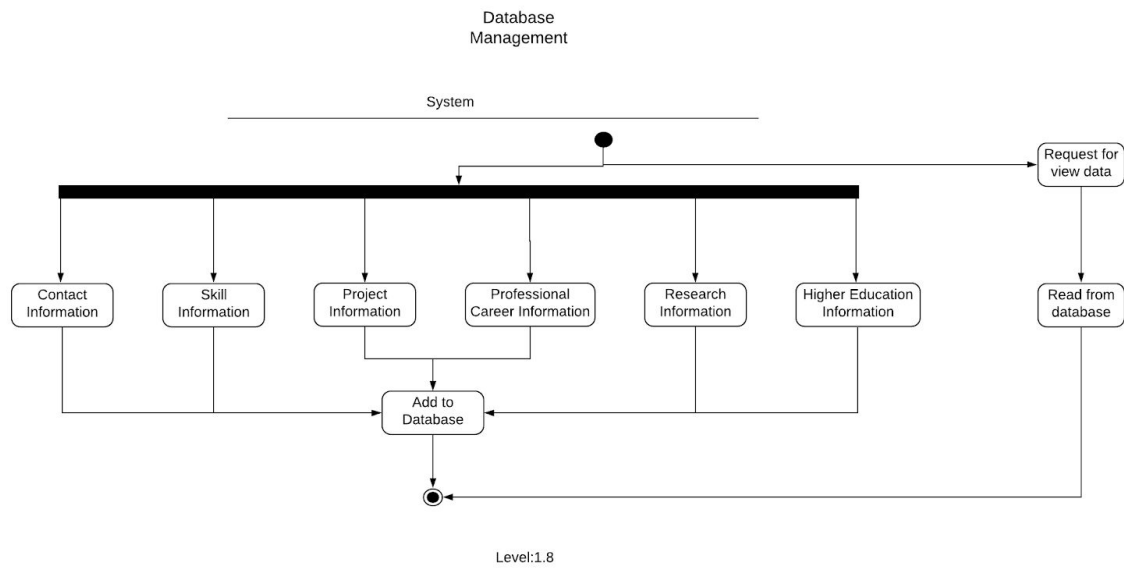 Database
Management
System
Request for
view data
Contact
Information
Skill
Information
Project
Information
Professional
Career Information
Research
Information
Higher Education
Information
Read from
database
Add to
Database
Level:1.8